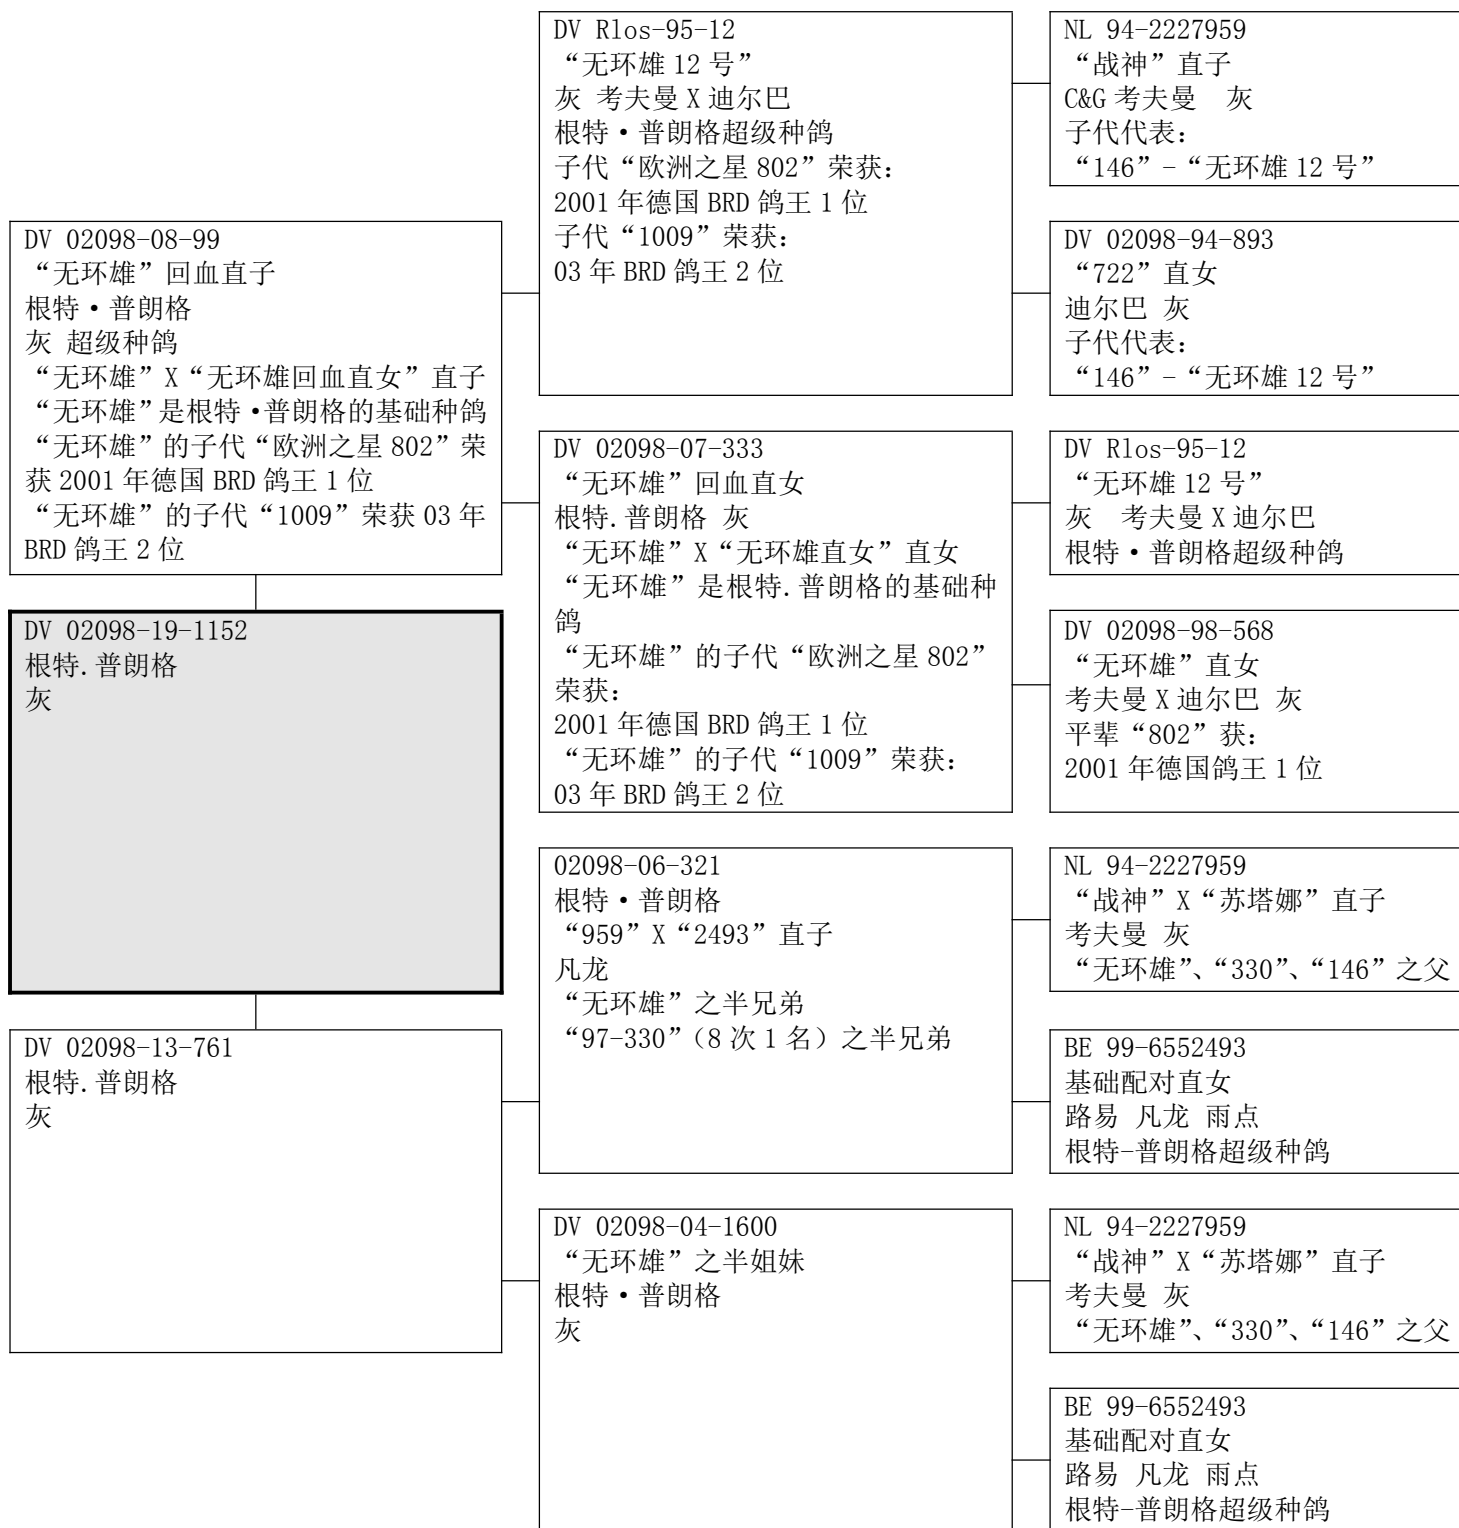 DV 02098-08-99
“无环雄”回血直子
根特·普朗格
灰 超级种鸽
“无环雄”X“无环雄回血直女”直子
“无环雄”是根特·普朗格的基础种鸽
“无环雄”的子代“欧洲之星 802”荣
获 2001 年德国 BRD 鸽王 1 位
“无环雄”的子代“1009”荣获 03 年
BRD 鸽王 2 位
DV 02098-19-1152
根特.普朗格
灰
DV 02098-13-761
根特.普朗格
灰
DV Rlos-95-12
“无环雄 12 号”
灰 考夫曼 X 迪尔巴
根特·普朗格超级种鸽
子代“欧洲之星 802”荣获：
2001 年德国 BRD 鸽王 1 位
子代“1009”荣获：
03 年 BRD 鸽王 2 位
DV 02098-07-333
“无环雄”回血直女
根特.普朗格 灰
“无环雄”X“无环雄直女”直女
“无环雄”是根特.普朗格的基础种
鸽
“无环雄”的子代“欧洲之星 802”
荣获：
2001 年德国 BRD 鸽王 1 位
“无环雄”的子代“1009”荣获：
03 年 BRD 鸽王 2 位
02098-06-321
根特·普朗格
“959”X“2493”直子
凡龙
“无环雄”之半兄弟
“97-330”（8 次 1 名）之半兄弟
DV 02098-04-1600
“无环雄”之半姐妹
根特·普朗格
灰
NL 94-2227959
“战神”直子
C&G 考夫曼 灰
子代代表：
“146”-“无环雄 12 号”
DV 02098-94-893
“722”直女
迪尔巴 灰
子代代表：
“146”-“无环雄 12 号”
DV Rlos-95-12
“无环雄 12 号”
灰 考夫曼 X 迪尔巴
根特·普朗格超级种鸽
DV 02098-98-568
“无环雄”直女
考夫曼 X 迪尔巴 灰
平辈“802”获：
2001 年德国鸽王 1 位
NL 94-2227959
“战神”X“苏塔娜”直子
考夫曼 灰
“无环雄”、“330”、“146”之父
BE 99-6552493
基础配对直女
路易 凡龙 雨点
根特-普朗格超级种鸽
NL 94-2227959
“战神”X“苏塔娜”直子
考夫曼 灰
“无环雄”、“330”、“146”之父
BE 99-6552493
基础配对直女
路易 凡龙 雨点
根特-普朗格超级种鸽